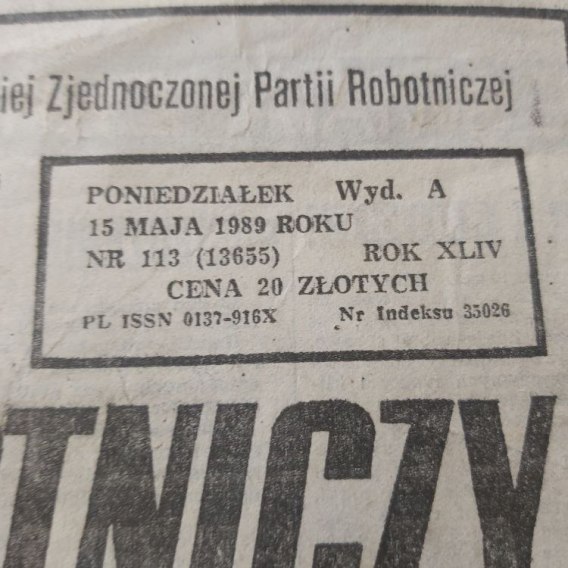 iej Zjednoczonej Partii Robotniczej
PONIEDZIAŁEK Wyd. A
15 MAJA 1989 ROKU
NR 113 (13655) ROK XLIV
CENA 20 ZŁOTYCH
PL ISSN 0137-916X Nr Indeksu 35026
TNICZY